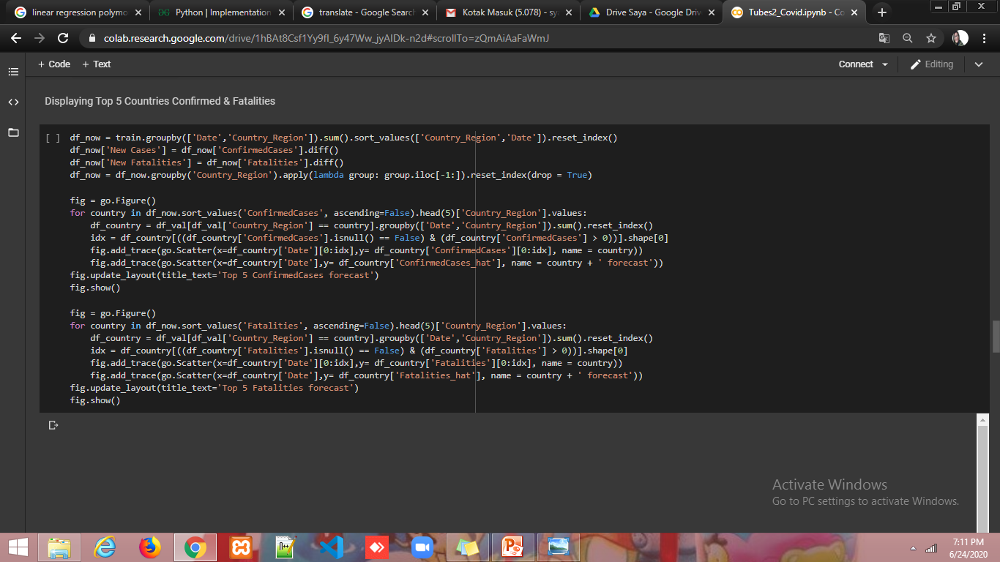 linear regression polymo
Python | Implementation
translate - Google Search
Kotak Masuk (5.078) - sya
Drive Saya - Google Drive
Tubes2_Covid.ipynb - Co
colab.research.google.com/drive/1hBAt8Csf1Yy9fI_6y47Ww_jyAIDk-n2d#scrollTo=zQmAiAaFaWmJ
+ Code + Text
Connect
Editing
Displaying Top 5 Countries Confirmed & Fatalities
[ ] df_now = train.groupby(['Date','Country_Region']).sum().sort_values(['Country_Region','Date']).reset_index()
df_now['New Cases'] = df_now['ConfirmedCases'].diff()
df_now['New Fatalities'] = df_now['Fatalities'].diff()
df_now = df_now.groupby('Country_Region').apply(lambda group: group.iloc[-1:]).reset_index(drop = True)
fig = go.Figure()
for country in df_now.sort_values('ConfirmedCases', ascending=False).head(5)['Country_Region'].values:
    df_country = df_val[df_val['Country_Region'] == country].groupby(['Date','Country_Region']).sum().reset_index()
    idx = df_country[((df_country['ConfirmedCases'].isnull() == False) & (df_country['ConfirmedCases'] > 0))].shape[0]
    fig.add_trace(go.Scatter(x=df_country['Date'][0:idx],y= df_country['ConfirmedCases'][0:idx], name = country))
    fig.add_trace(go.Scatter(x=df_country['Date'],y= df_country['ConfirmedCases_hat'], name = country + ' forecast'))
fig.update_layout(title_text='Top 5 ConfirmedCases forecast')
fig.show()
fig = go.Figure()
for country in df_now.sort_values('Fatalities', ascending=False).head(5)['Country_Region'].values:
    df_country = df_val[df_val['Country_Region'] == country].groupby(['Date','Country_Region']).sum().reset_index()
    idx = df_country[((df_country['Fatalities'].isnull() == False) & (df_country['Fatalities'] > 0))].shape[0]
    fig.add_trace(go.Scatter(x=df_country['Date'][0:idx],y= df_country['Fatalities'][0:idx], name = country))
    fig.add_trace(go.Scatter(x=df_country['Date'],y= df_country['Fatalities_hat'], name = country + ' forecast'))
fig.update_layout(title_text='Top 5 Fatalities forecast')
fig.show()
Activate Windows
Go to PC settings to activate Windows.
7:11 PM
6/24/2020